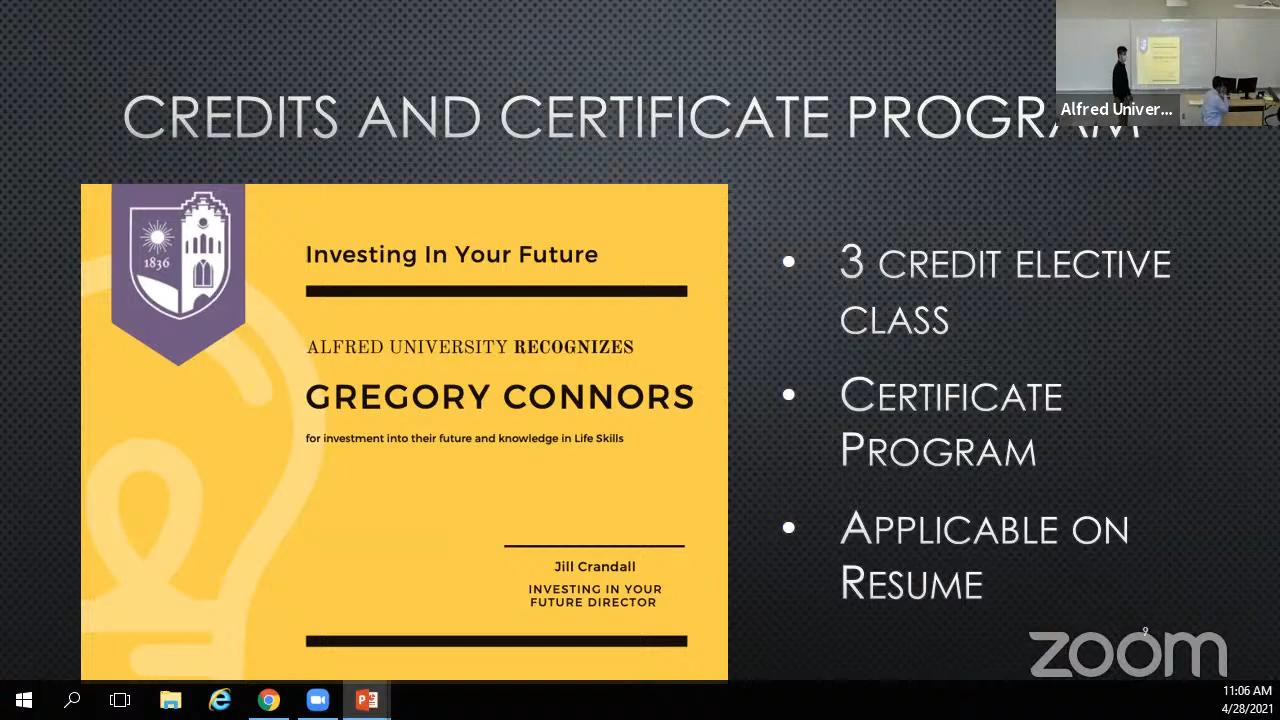 CREDITS AND CERTIFICATE PROGRAM
Alfred Univer...
1836
Investing In Your Future
ALFRED UNIVERSITY RECOGNIZES
GREGORY CONNORS
for investment into their future and knowledge in Life Skills
Jill Crandall
INVESTING IN YOUR
FUTURE DIRECTOR
• 3 CREDIT ELECTIVE
CLASS
• CERTIFICATE
PROGRAM
• APPLICABLE ON
RESUME
9
zoom
11:06 AM
4/28/2021